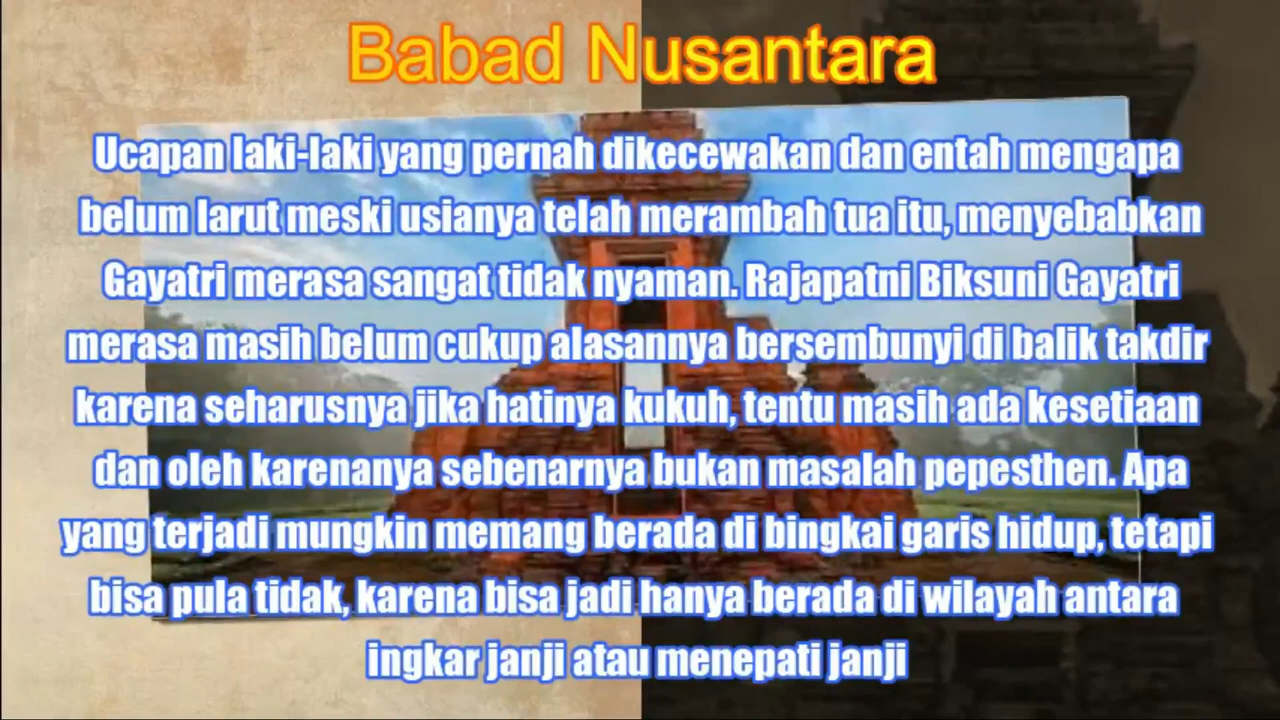 Babad Nusantara
Ucapan laki-laki yang pernah dikecewakan dan entah mengapa
belum larut meski usianya telah merambah tua itu, menyebabkan
Gayatri merasa sangat tidak nyaman. Rajapatni Biksuni Gayatri
merasa masih belum cukup alasannya bersembunyi di balik takdir
karena seharusnya jika hatinya kukuh, tentu masih ada kesetiaan
dan oleh karenanya sebenarnya bukan masalah pepesthen. Apa
yang terjadi mungkin memang berada di bingkai garis hidup, tetapi
bisa pula tidak, karena bisa jadi hanya berada di wilayah antara
ingkar janji atau menepati janji